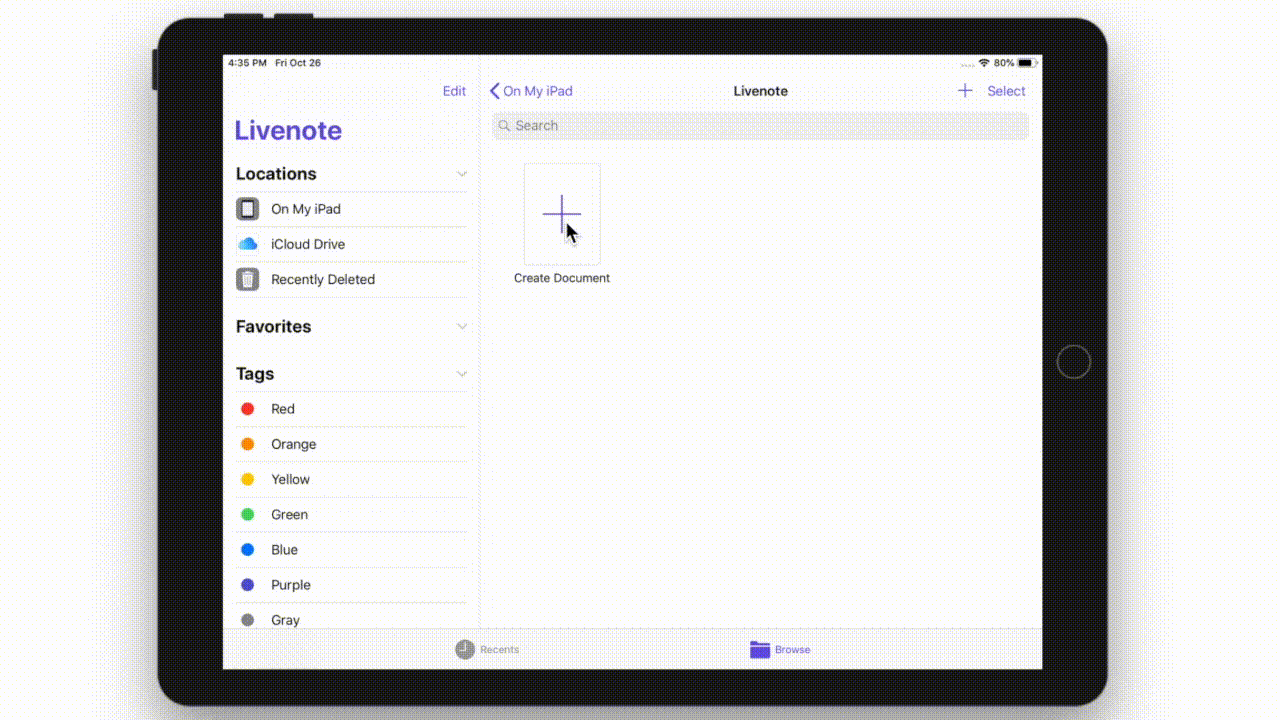 4:35 PM Fri Oct 26
80%
Edit
On My iPad
Livenote
Select
Search
Livenote
Locations
On My iPad
iCloud Drive
Recently Deleted
Create Document
Favorites
Tags
Red
Orange
Yellow
Green
Blue
Purple
Gray
Recents
Browse